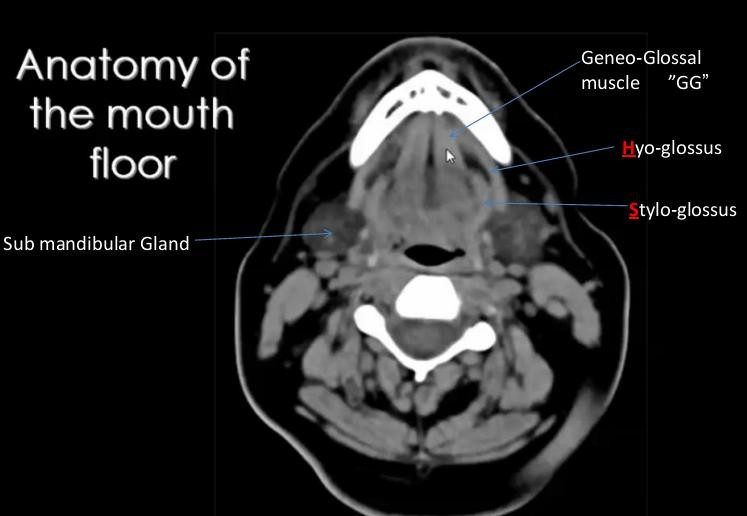 Anatomy of
the mouth
floor
Geneo-Glossal
muscle ”GG”
Hyo-glossus
Stylo-glossus
Sub mandibular Gland